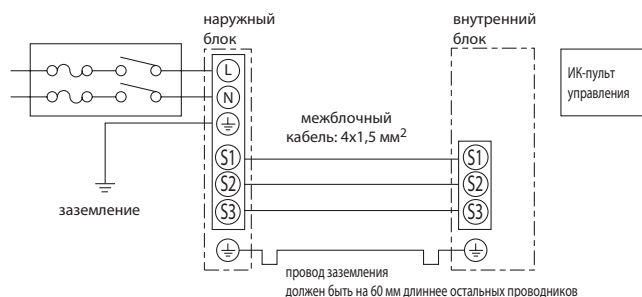 наружный
блок
внутренний
блок
ИК-пульт
управления
L
N
межблочный
кабель: 4x1,5 мм²
S1
S1
S2
S2
S3
S3
заземление
провод заземления
должен быть на 60 мм длиннее остальных проводников